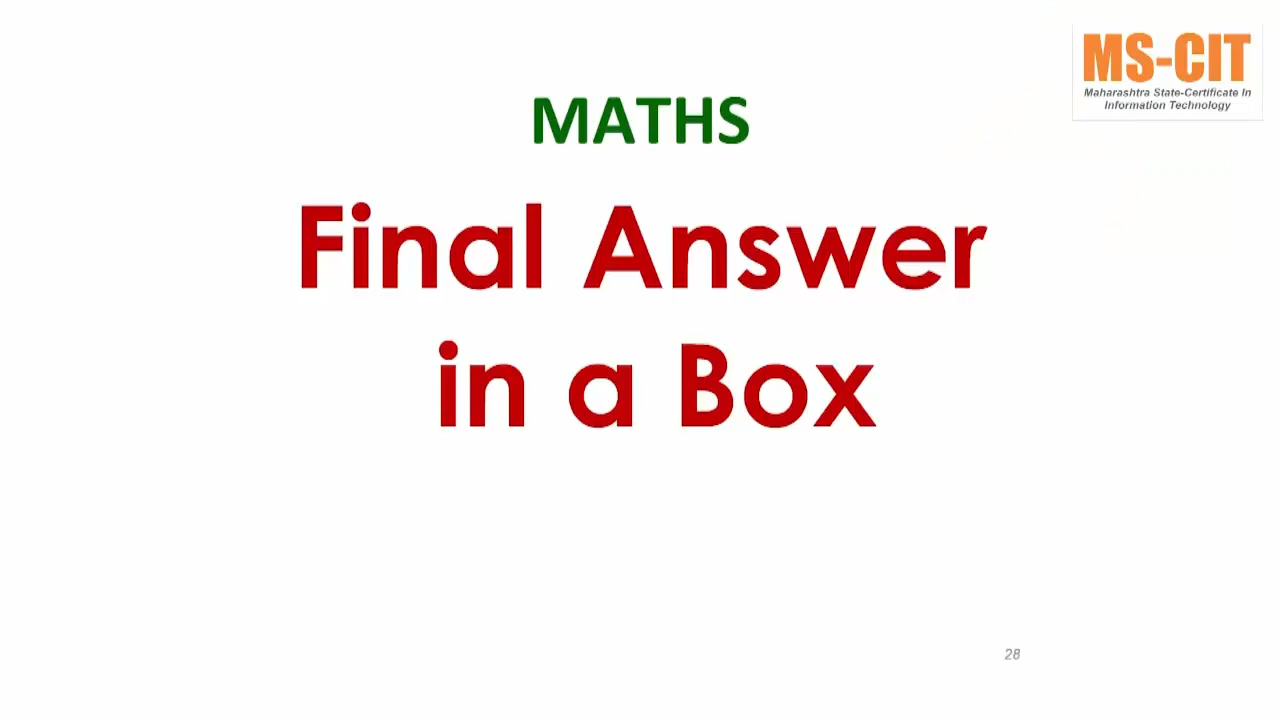 MS-CIT
Maharashtra State-Certificate In
Information Technology
MATHS
Final Answer
in a Box
28